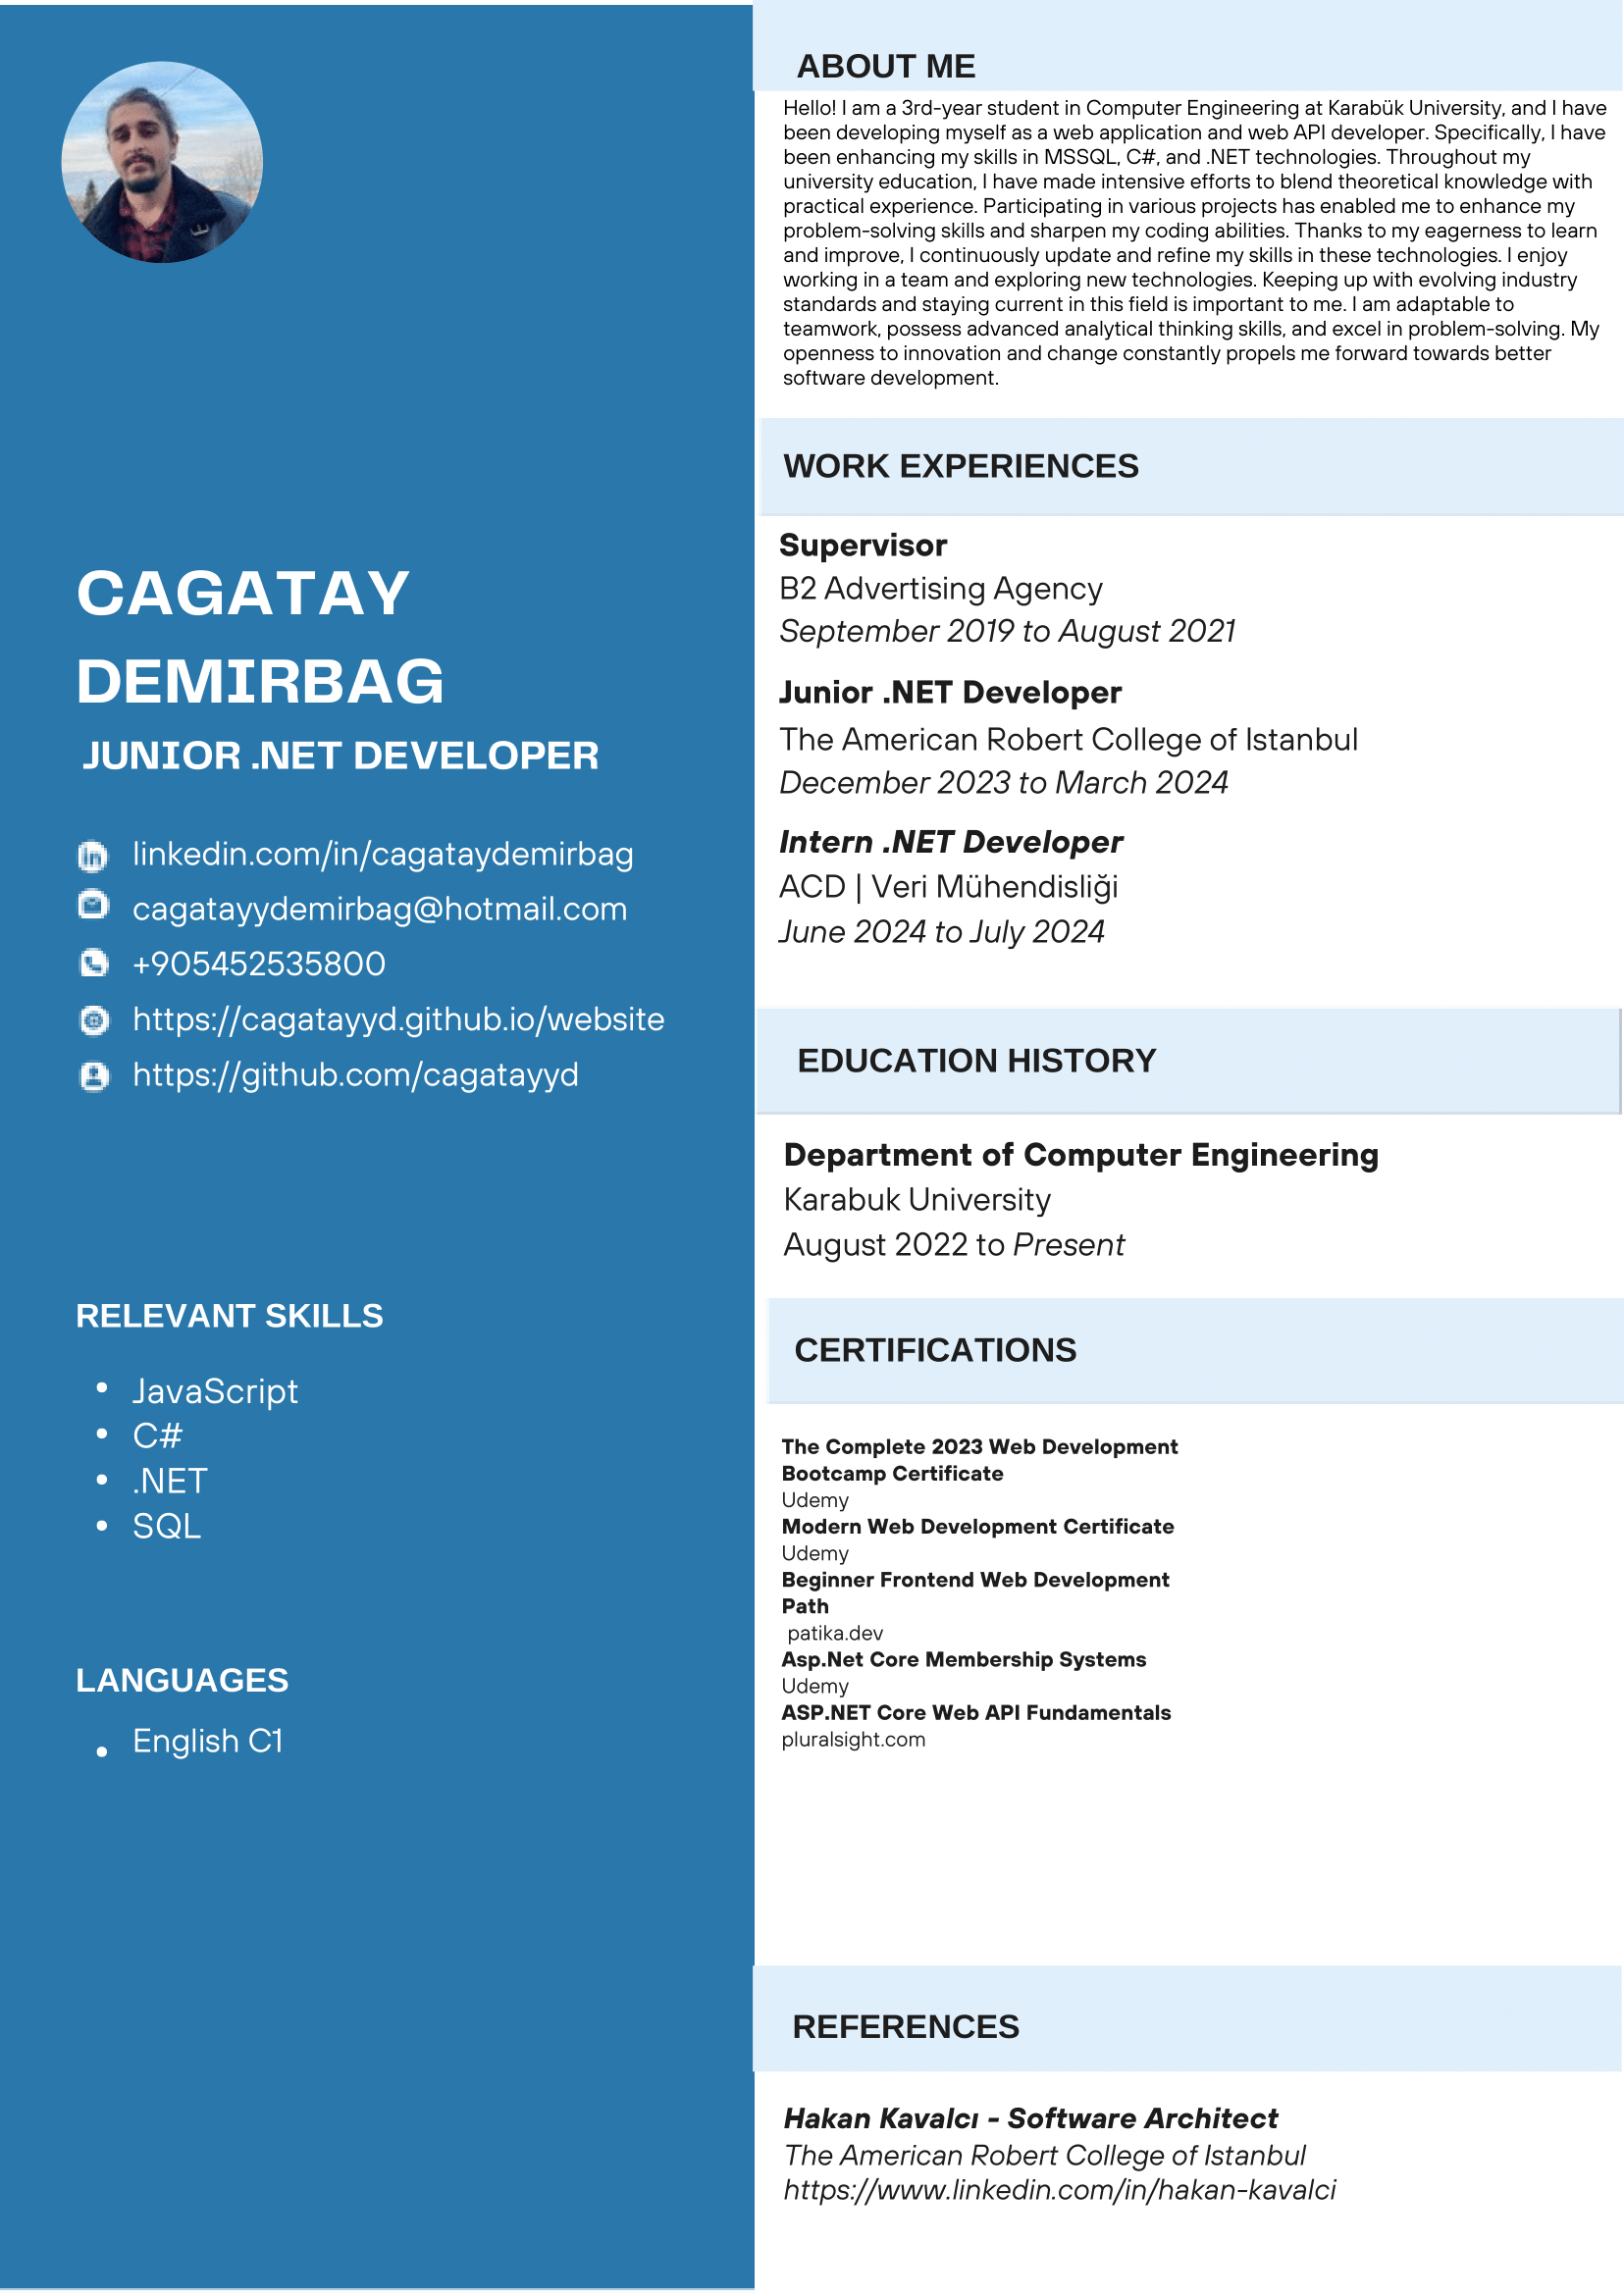 CAGATAY
DEMIRBAG
JUNIOR .NET DEVELOPER
linkedin.com/in/cagataydemirbag
cagatayydemirbag@hotmail.com
+905452535800
https://cagatayyd.github.io/website
https://github.com/cagatayyd
RELEVANT SKILLS
• JavaScript
• C#
• .NET
• SQL
LANGUAGES
• English C1
ABOUT ME
Hello! I am a 3rd-year student in Computer Engineering at Karabük University, and I have
been developing myself as a web application and web API developer. Specifically, I have
been enhancing my skills in MSSQL, C#, and .NET technologies. Throughout my
university education, I have made intensive efforts to blend theoretical knowledge with
practical experience. Participating in various projects has enabled me to enhance my
problem-solving skills and sharpen my coding abilities. Thanks to my eagerness to learn
and improve, I continuously update and refine my skills in these technologies. I enjoy
working in a team and exploring new technologies. Keeping up with evolving industry
standards and staying current in this field is important to me. I am adaptable to
teamwork, possess advanced analytical thinking skills, and excel in problem-solving. My
openness to innovation and change constantly propels me forward towards better
software development.
WORK EXPERIENCES
Supervisor
B2 Advertising Agency
September 2019 to August 2021
Junior .NET Developer
The American Robert College of Istanbul
December 2023 to March 2024
Intern .NET Developer
ACD | Veri Mühendisliği
June 2024 to July 2024
EDUCATION HISTORY
Department of Computer Engineering
Karabuk University
August 2022 to Present
CERTIFICATIONS
The Complete 2023 Web Development
Bootcamp Certificate
Udemy
Modern Web Development Certificate
Udemy
Beginner Frontend Web Development
Path
patika.dev
Asp.Net Core Membership Systems
Udemy
ASP.NET Core Web API Fundamentals
pluralsight.com
REFERENCES
Hakan Kavalcı - Software Architect
The American Robert College of Istanbul
https://www.linkedin.com/in/hakan-kavalci